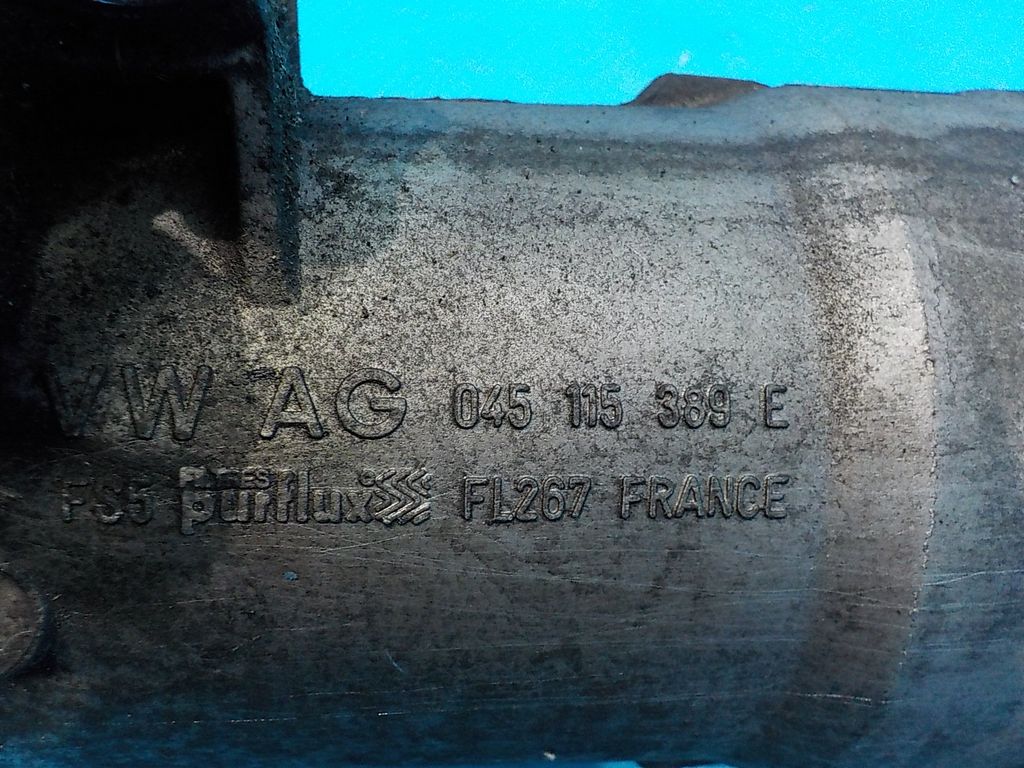 VW AG 045 115 389 E
FS5 purflux FL267 FRANCE